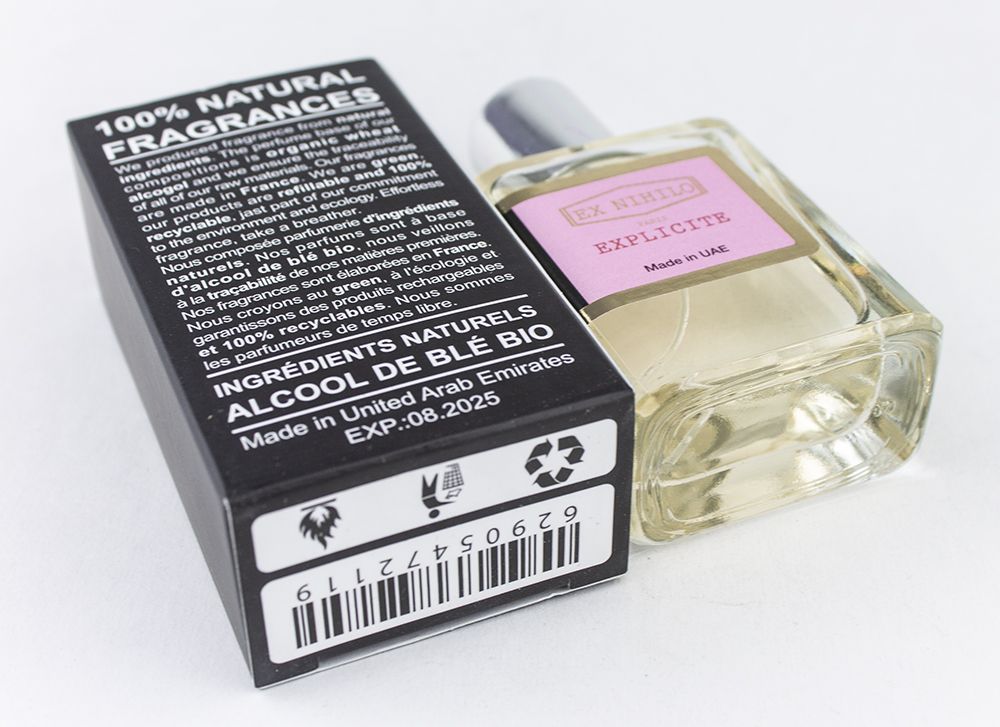 100% NATURAL
FRAGRANCES
We produced fragrance from natural
ingredients. The perfume base of our
compositions is organic wheat
alcogol and we ensure the traceability
of all of our raw materials. Our fragrances
are made in France. We are green,
our products are refillable and 100%
recyclable, jast part of our commitment
to the environment and ecology. Effortless
fragrance, take a breather.
Nous composée parfumerie d'ingrédients
naturels. Nos parfums sont à base
d'alcool de blé bio, nous veillons
à la traçabilité de nos matières premières.
Nos fragrances sont élaborées en France.
Nous croyons au green, à l'écologie et
garantissons des produits rechargeables
et 100% recyclables. Nous sommes
les parfumeurs de temps libre.
INGRÉDIENTS NATURELS
ALCOOL DE BLÉ BIO
Made in United Arab Emirates
EXP.:08.2025
62905472119
EX NIHILO
PARIS
EXPLICITE
Made in UAE